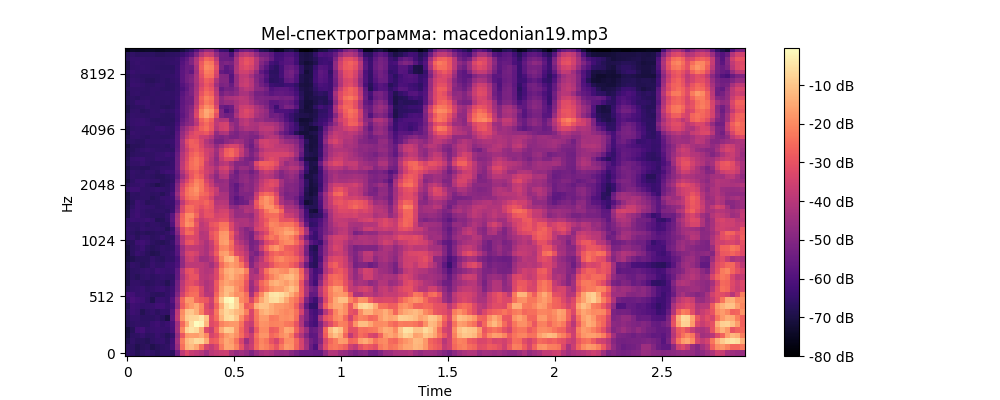 Mel-спектрограмма: macedonian19.mp3
8192
4096
2048
1024
512
0
Hz
0
0.5
1
1.5
2
2.5
Time
-10 dB
-20 dB
-30 dB
-40 dB
-50 dB
-60 dB
-70 dB
-80 dB